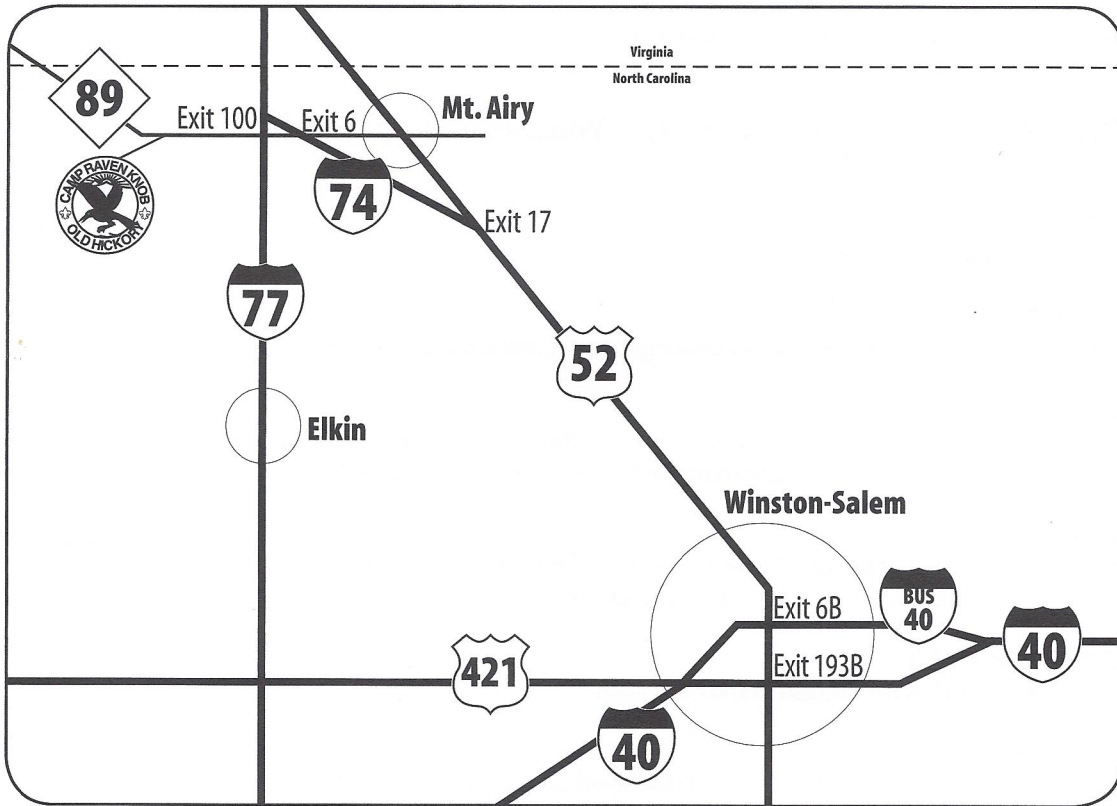 Virginia
North Carolina
89
Exit 100
Exit 6
Mt. Airy
CAMP RAVEN KNOB
OLD HICKORY
74
Exit 17
77
52
Elkin
Winston-Salem
Exit 6B
BUS
40
40
Exit 193B
421
40